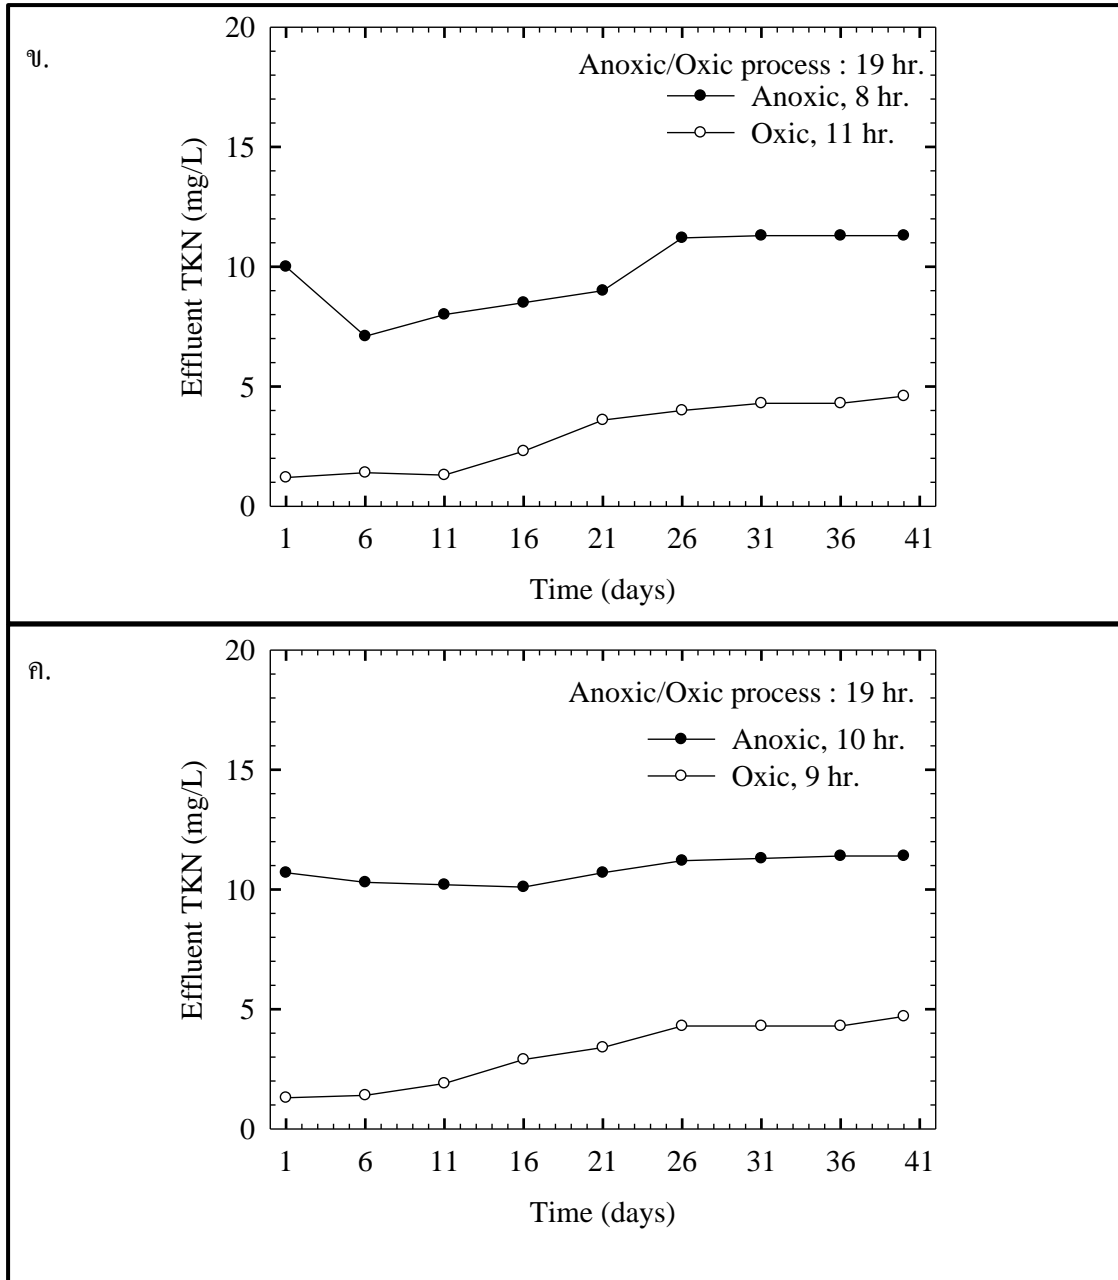 ข.
Anoxic/Oxic process : 19 hr.
Anoxic, 8 hr.
Oxic, 11 hr.
Effluent TKN (mg/L)
20
15
10
5
0
1 6 11 16 21 26 31 36 41
Time (days)
ค.
Anoxic/Oxic process : 19 hr.
Anoxic, 10 hr.
Oxic, 9 hr.
Effluent TKN (mg/L)
20
15
10
5
0
1 6 11 16 21 26 31 36 41
Time (days)